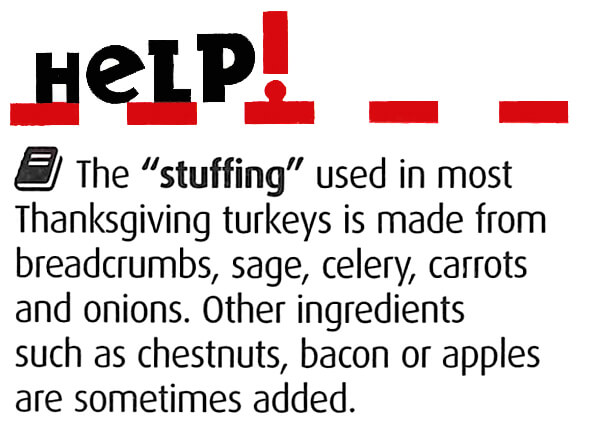 HELP!
The “stuffing” used in most
Thanksgiving turkeys is made from
breadcrumbs, sage, celery, carrots
and onions. Other ingredients
such as chestnuts, bacon or apples
are sometimes added.